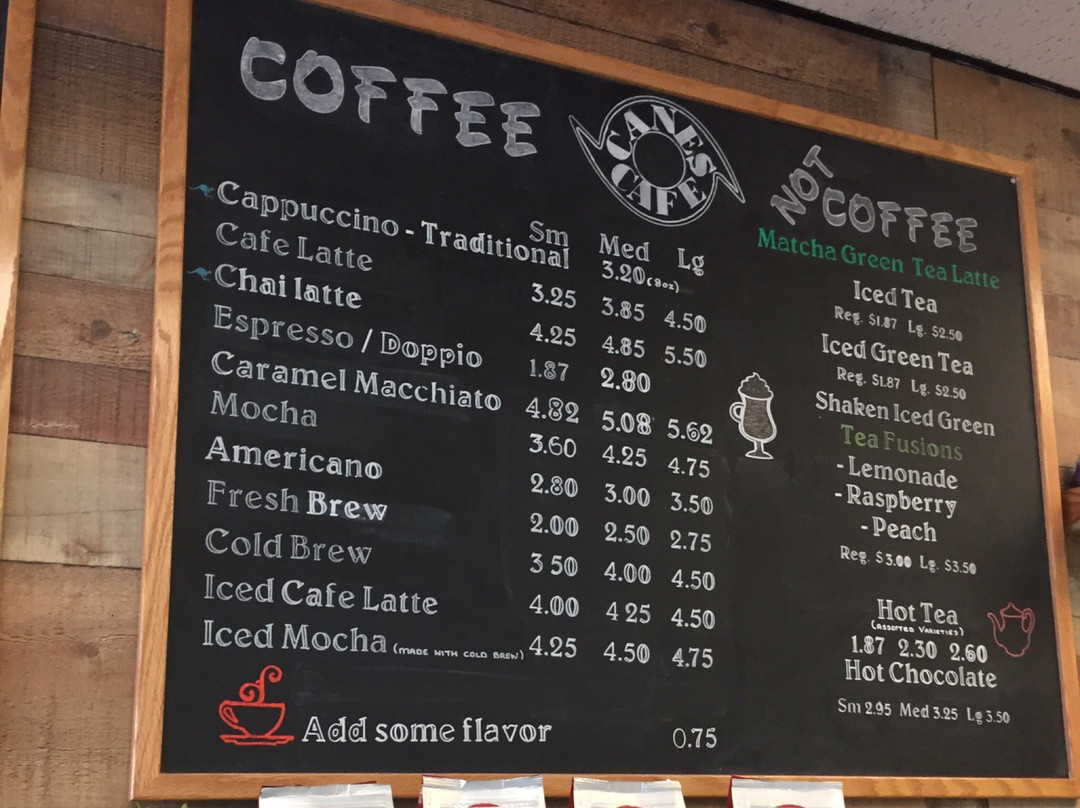 COFFEE
CANES CAFE
NOT COFFEE
Sm Med Lg
Cappuccino - Traditional 3.20 (8oz)
Cafe Latte 3.25 3.85 4.50
Chai latte 4.25 4.85 5.50
Espresso / Doppio 1.87 2.80
Caramel Macchiato 4.82 5.08 5.62
Mocha 3.60 4.25 4.75
Americano 2.80 3.00 3.50
Fresh Brew 2.00 2.50 2.75
Cold Brew 3 50 4.00 4.50
Iced Cafe Latte 4.00 4 25 4.50
Iced Mocha (MADE WITH COLD BREW) 4.25 4.50 4.75
Add some flavor 0.75
Matcha Green Tea Latte
Iced Tea
Reg. $1.87 Lg. $2.50
Iced Green Tea
Reg. $1.87 Lg. $2.50
Shaken Iced Green
Tea Fusions
- Lemonade
- Raspberry
- Peach
Reg. $3.00 Lg. $3.50
Hot Tea
(ASSORTED VARIETIES)
1.87 2.30 2.60
Hot Chocolate
Sm 2.95 Med 3.25 Lg 3.50